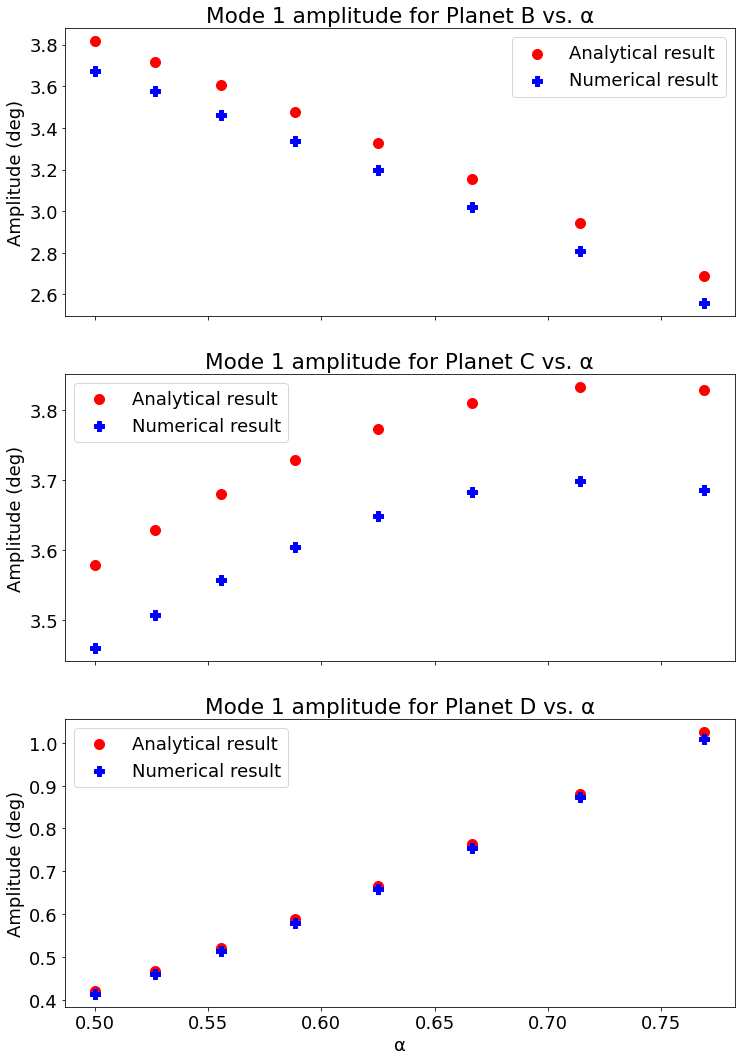 Mode 1 amplitude for Planet B vs. α
Analytical result
Numerical result
Amplitude (deg)
3.8
3.6
3.4
3.2
3.0
2.8
2.6
Mode 1 amplitude for Planet C vs. α
Analytical result
Numerical result
Amplitude (deg)
3.8
3.7
3.6
3.5
Mode 1 amplitude for Planet D vs. α
Analytical result
Numerical result
Amplitude (deg)
1.0
0.9
0.8
0.7
0.6
0.5
0.4
0.50 0.55 0.60 0.65 0.70 0.75
α